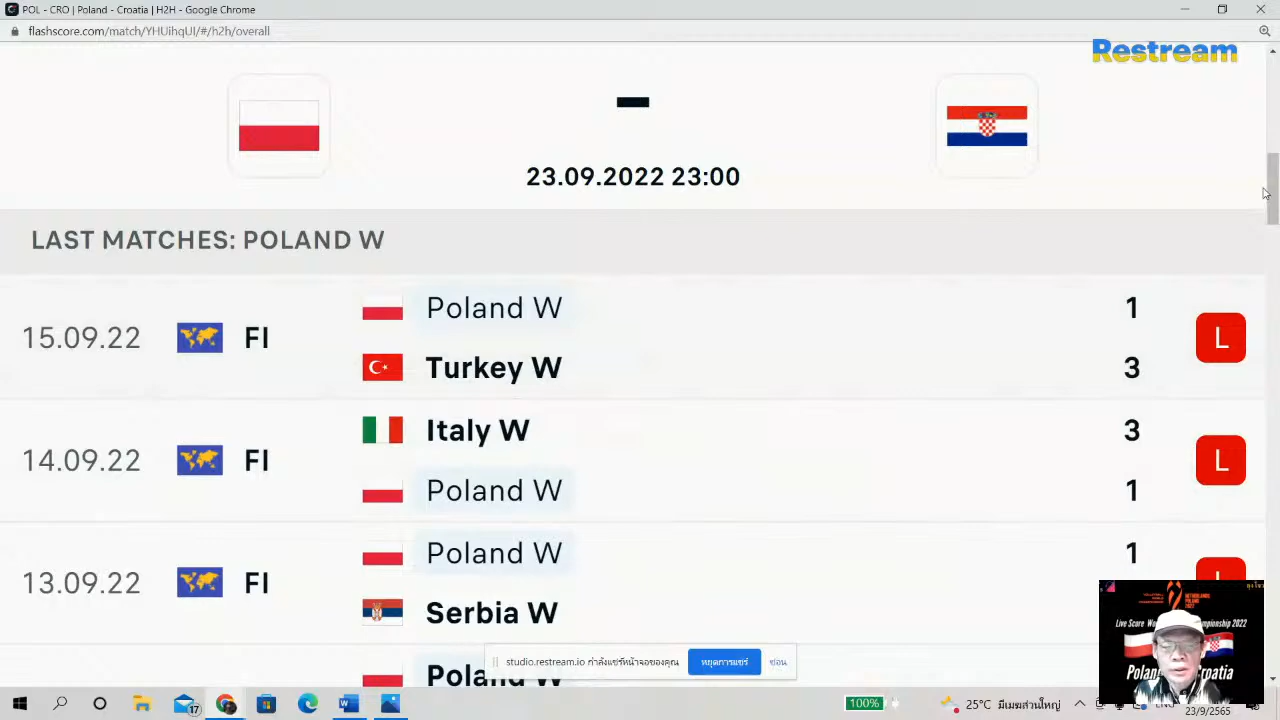 POL - CRO | Poland - Croatia | H2H - Google Chrome
flashscore.com/match/YHUihqUI/#/h2h/overall
Restream
23.09.2022 23:00
LAST MATCHES: POLAND W
15.09.22 FI Poland W 1 L
Turkey W 3
14.09.22 FI Italy W 3 L
Poland W 1
13.09.22 FI Poland W 1
Serbia W
studio.restream.io กำลังแชร์หน้าจอของคุณ หยุดการแชร์ ซ่อน
NETHERLANDS POLAND 2022
Live Score
2022
100% 25°C มีเมฆส่วนใหญ่
23/9/2565